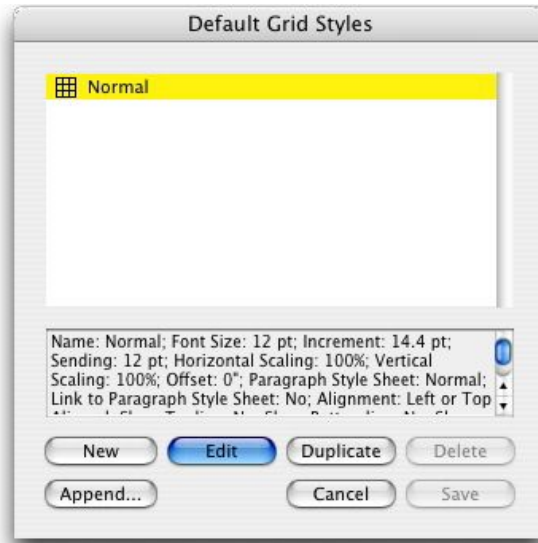 Default Grid Styles
Normal
Name: Normal; Font Size: 12 pt; Increment: 14.4 pt;
Sending: 12 pt; Horizontal Scaling: 100%; Vertical
Scaling: 100%; Offset: 0"; Paragraph Style Sheet: Normal;
Link to Paragraph Style Sheet: No; Alignment: Left or Top
New Edit Duplicate Delete
Append... Cancel Save